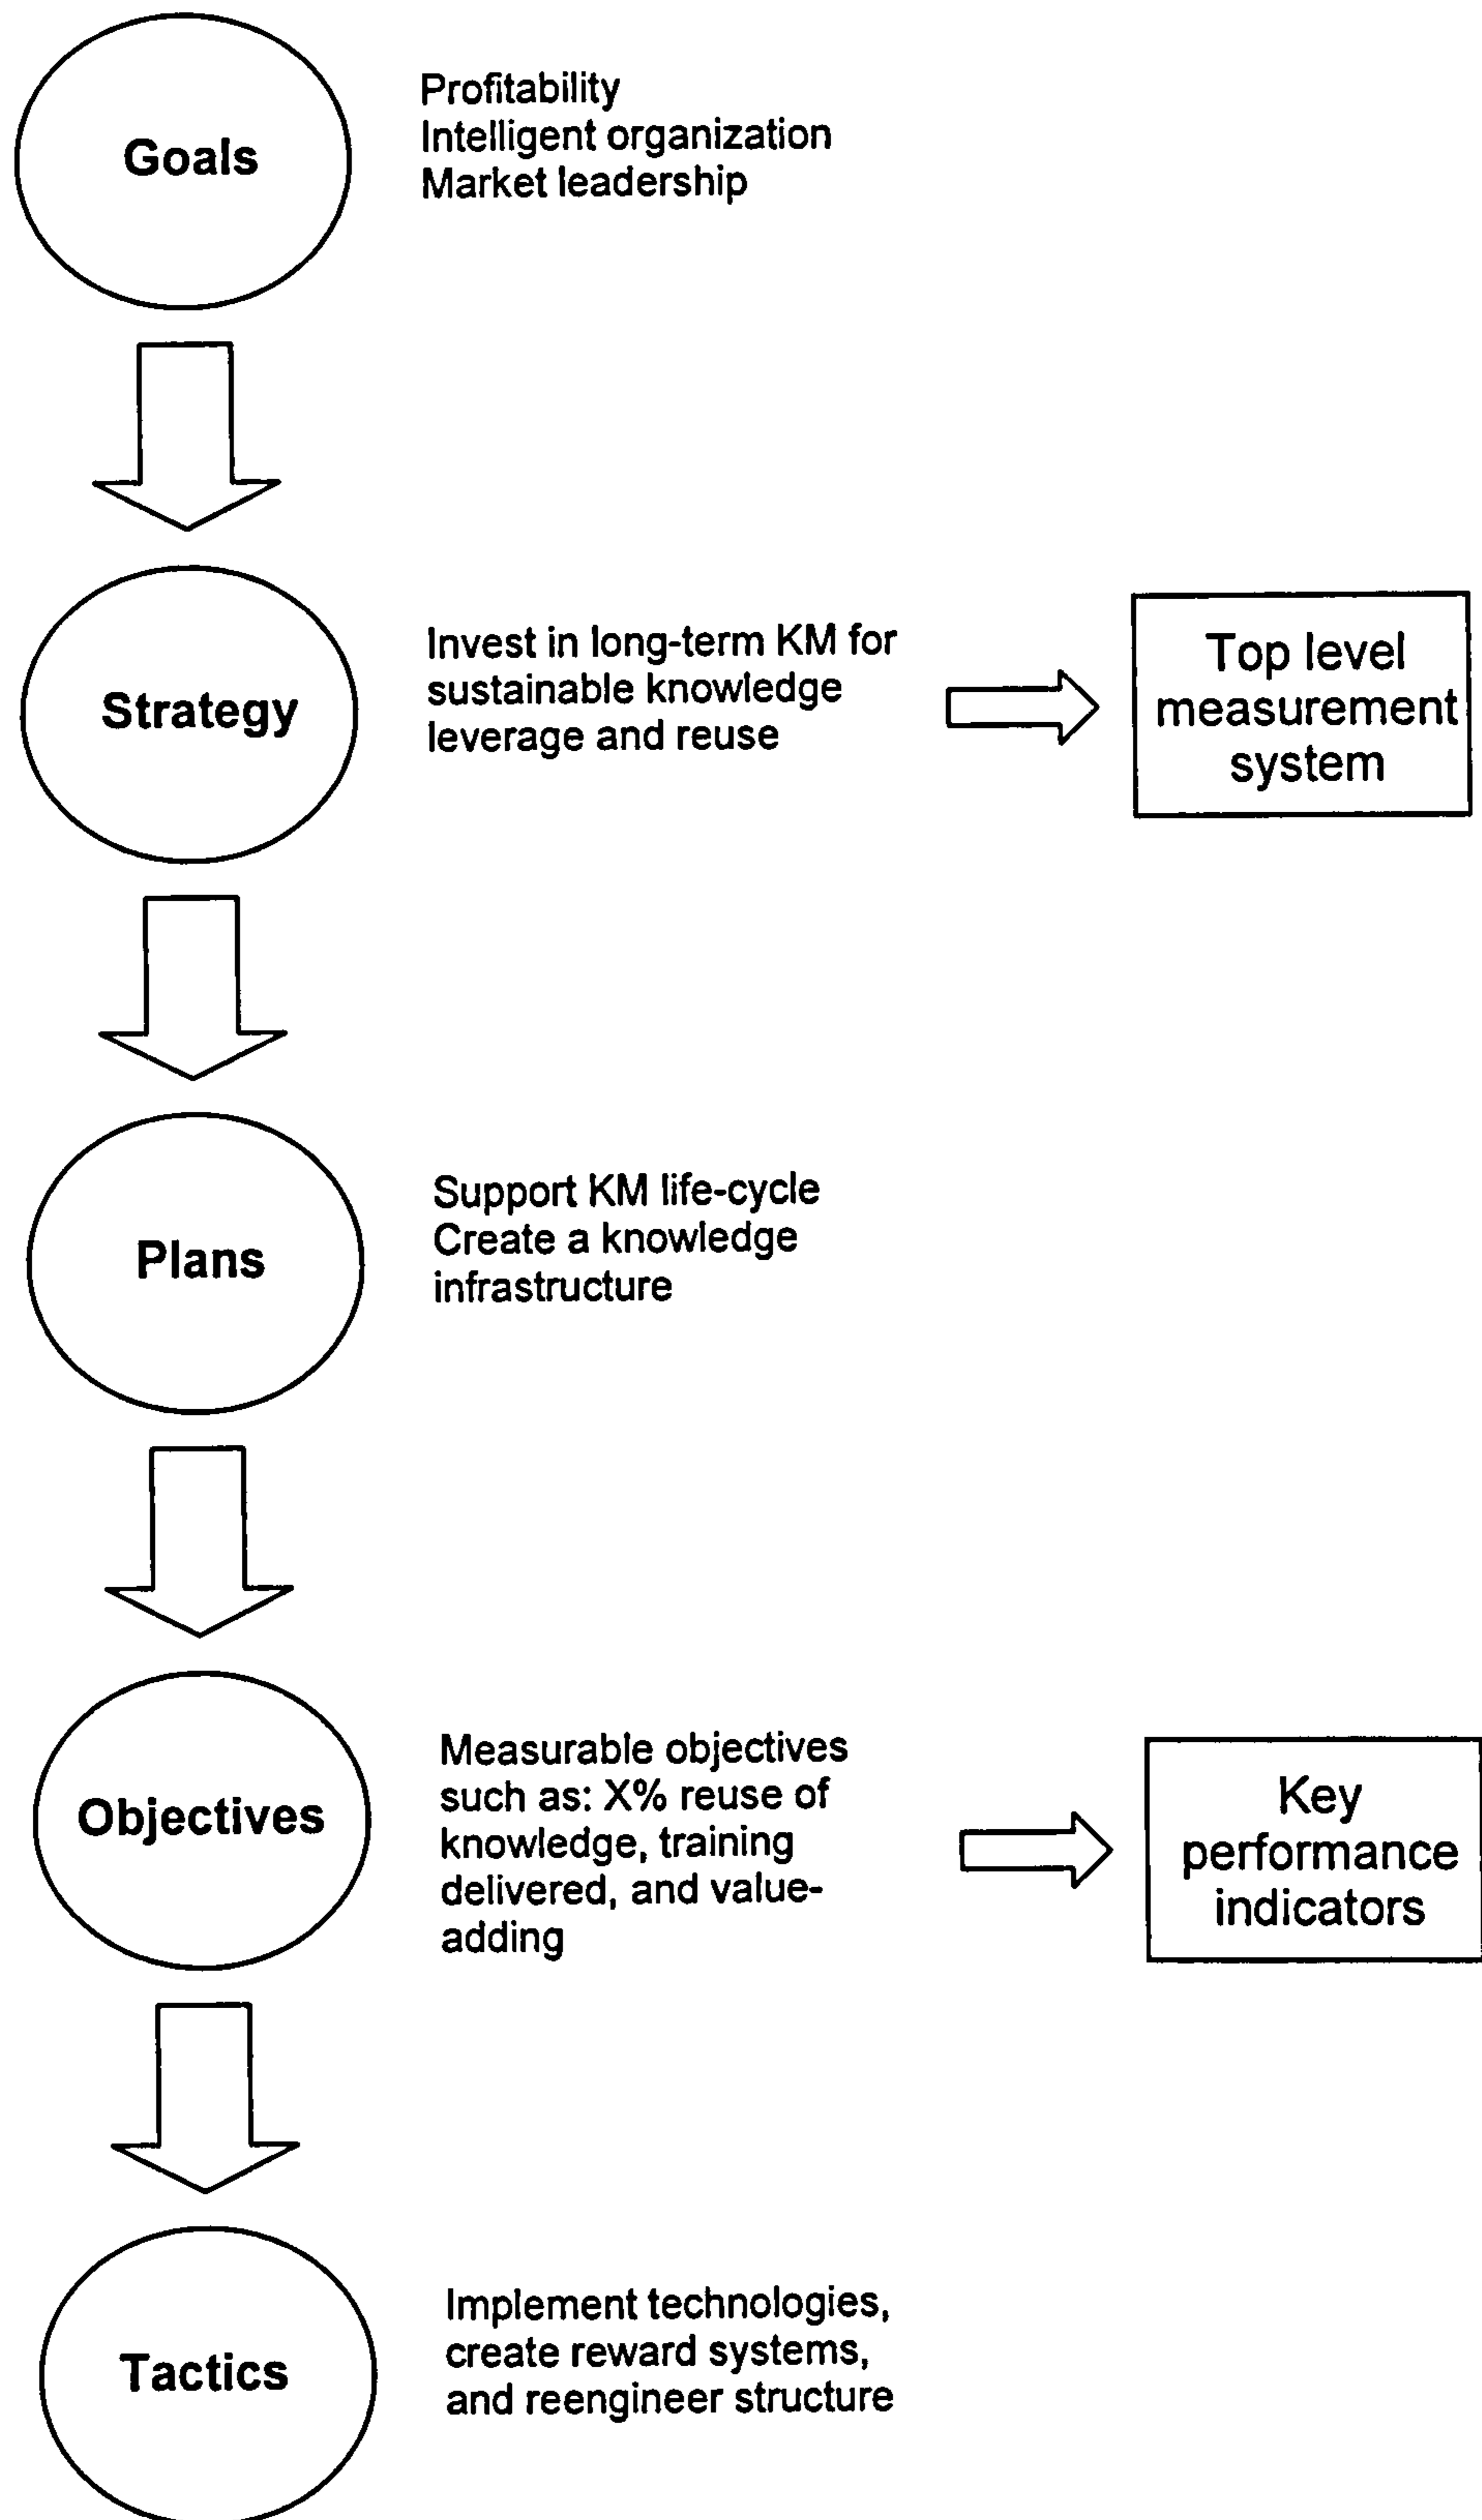 Goals
Profitability
Intelligent organization
Market leadership
Strategy
Invest in long-term KM for
sustainable knowledge
leverage and reuse
Top level
measurement
system
Plans
Support KM life-cycle
Create a knowledge
infrastructure
Objectives
Measurable objectives
such as: X% reuse of
knowledge, training
delivered, and value-
adding
Key
performance
indicators
Tactics
Implement technologies,
create reward systems,
and reengineer structure